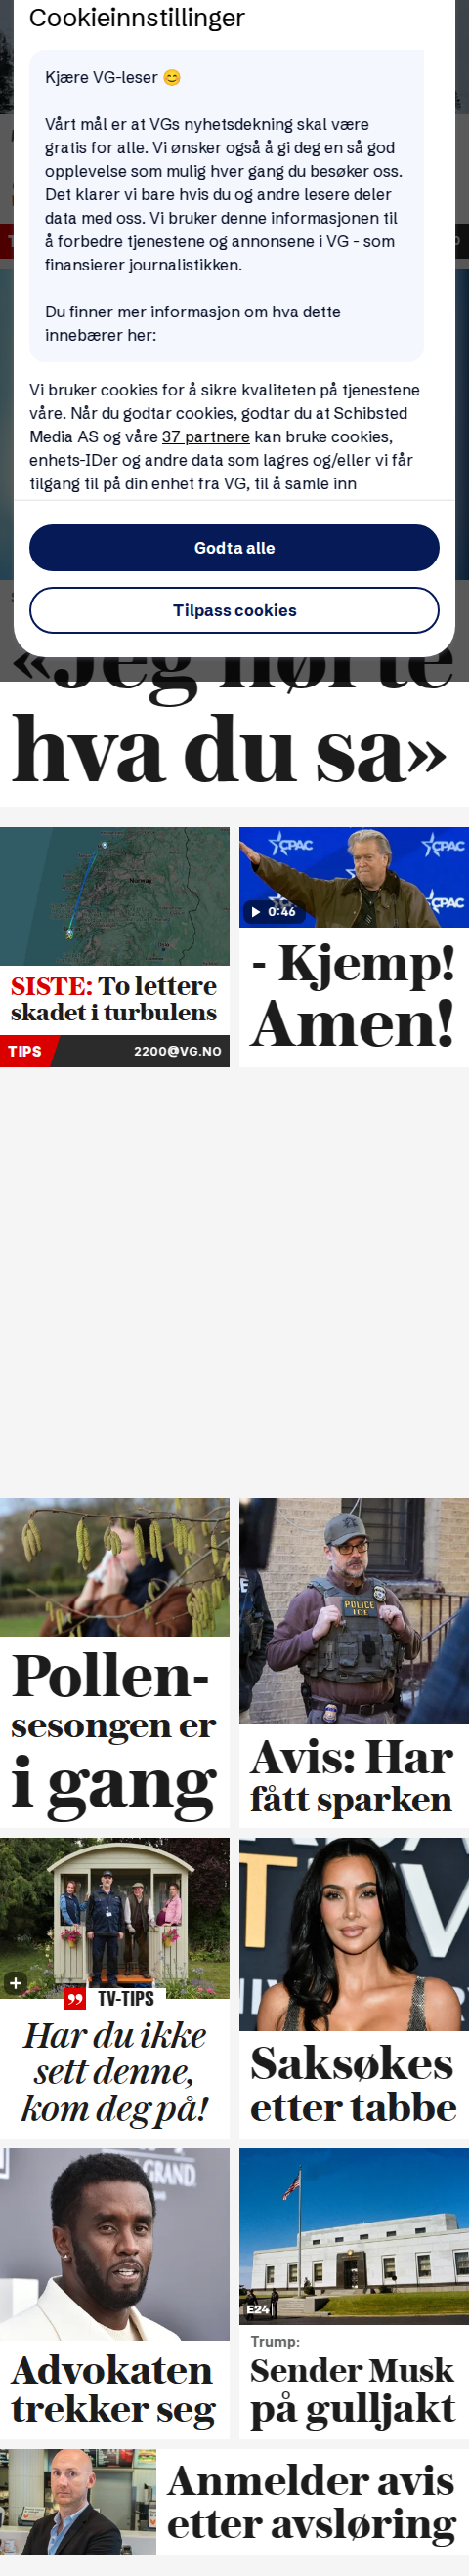 Cookieinnstillinger
Kjære VG-leser 😊
Vårt mål er at VGs nyhetsdekning skal være
gratis for alle. Vi ønsker også å gi deg en så god
opplevelse som mulig hver gang du besøker oss.
Det klarer vi bare hvis du og andre lesere deler
data med oss. Vi bruker denne informasjonen til
å forbedre tjenestene og annonsene i VG - som
finansierer journalistikken.
Du finner mer informasjon om hva dette
innebærer her:
Vi bruker cookies for å sikre kvaliteten på tjenestene
våre. Når du godtar cookies, godtar du at Schibsted
Media AS og våre 37 partnere kan bruke cookies,
enhets-IDer og andre data som lagres og/eller vi får
tilgang til på din enhet fra VG, til å samle inn
Godta alle
Tilpass cookies
«Jeg hørte
hva du sa»
CPAC
CPAC
CPAC
0:46
Norway
SISTE: To lettere
skadet i turbulens
TIPS
2200@VG.NO
- Kjemp!
Amen!
POLICE
ICE
Pollen-
sesongen er
i gang
Avis: Har
fått sparken
TV-TIPS
Har du ikke
sett denne,
kom deg på!
Saksøkes
etter tabbe
GRAND
E24
Advokaten
trekker seg
Trump:
Sender Musk
på gulljakt
Anmelder avis
etter avsløring